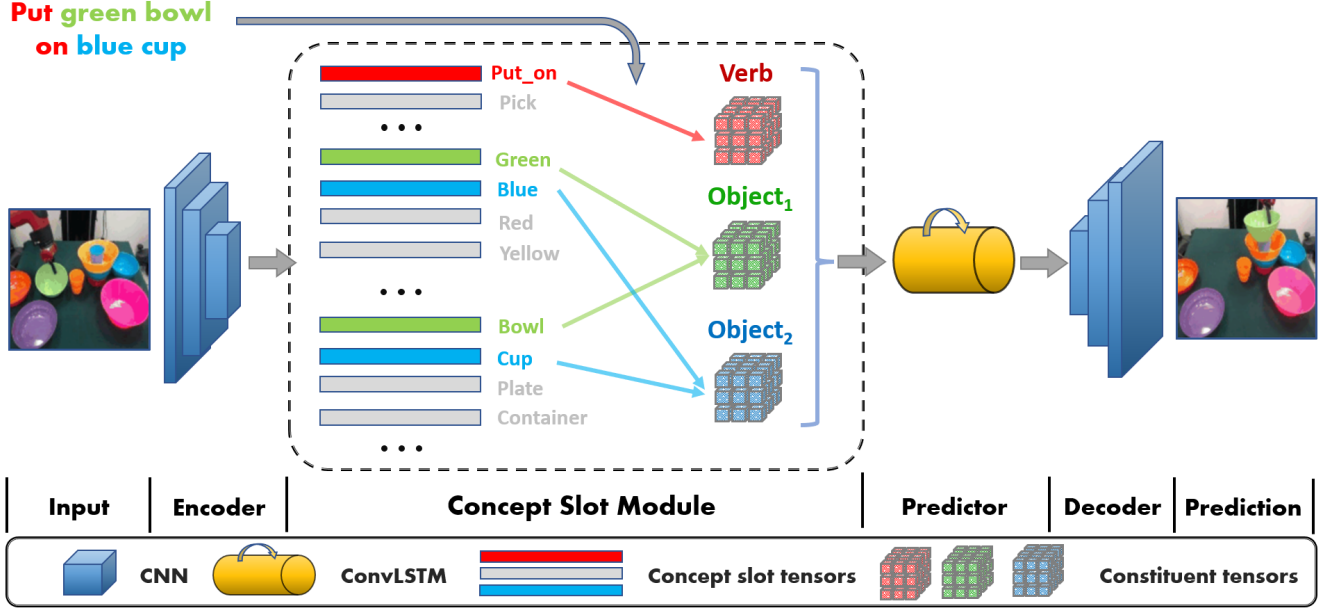 Put green bowl
on blue cup
Put_on
Pick
...
Green
Blue
Red
Yellow
...
Bowl
Cup
Plate
Container
...
Verb
Object₁
Object₂
Input
Encoder
Concept Slot Module
Predictor
Decoder
Prediction
CNN
ConvLSTM
Concept slot tensors
Constituent tensors